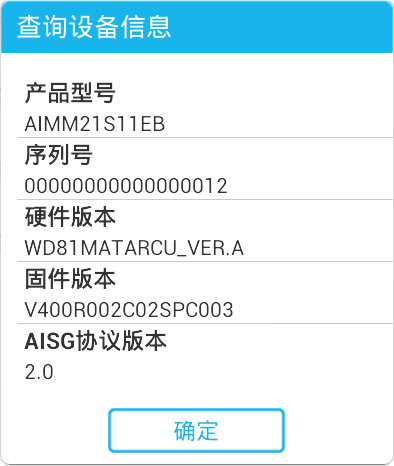 查询设备信息
产品型号
AIMM21S11EB
序列号
00000000000000012
硬件版本
WD81MATARCU_VER.A
固件版本
V400R002C02SPC003
AISG协议版本
2.0
确定